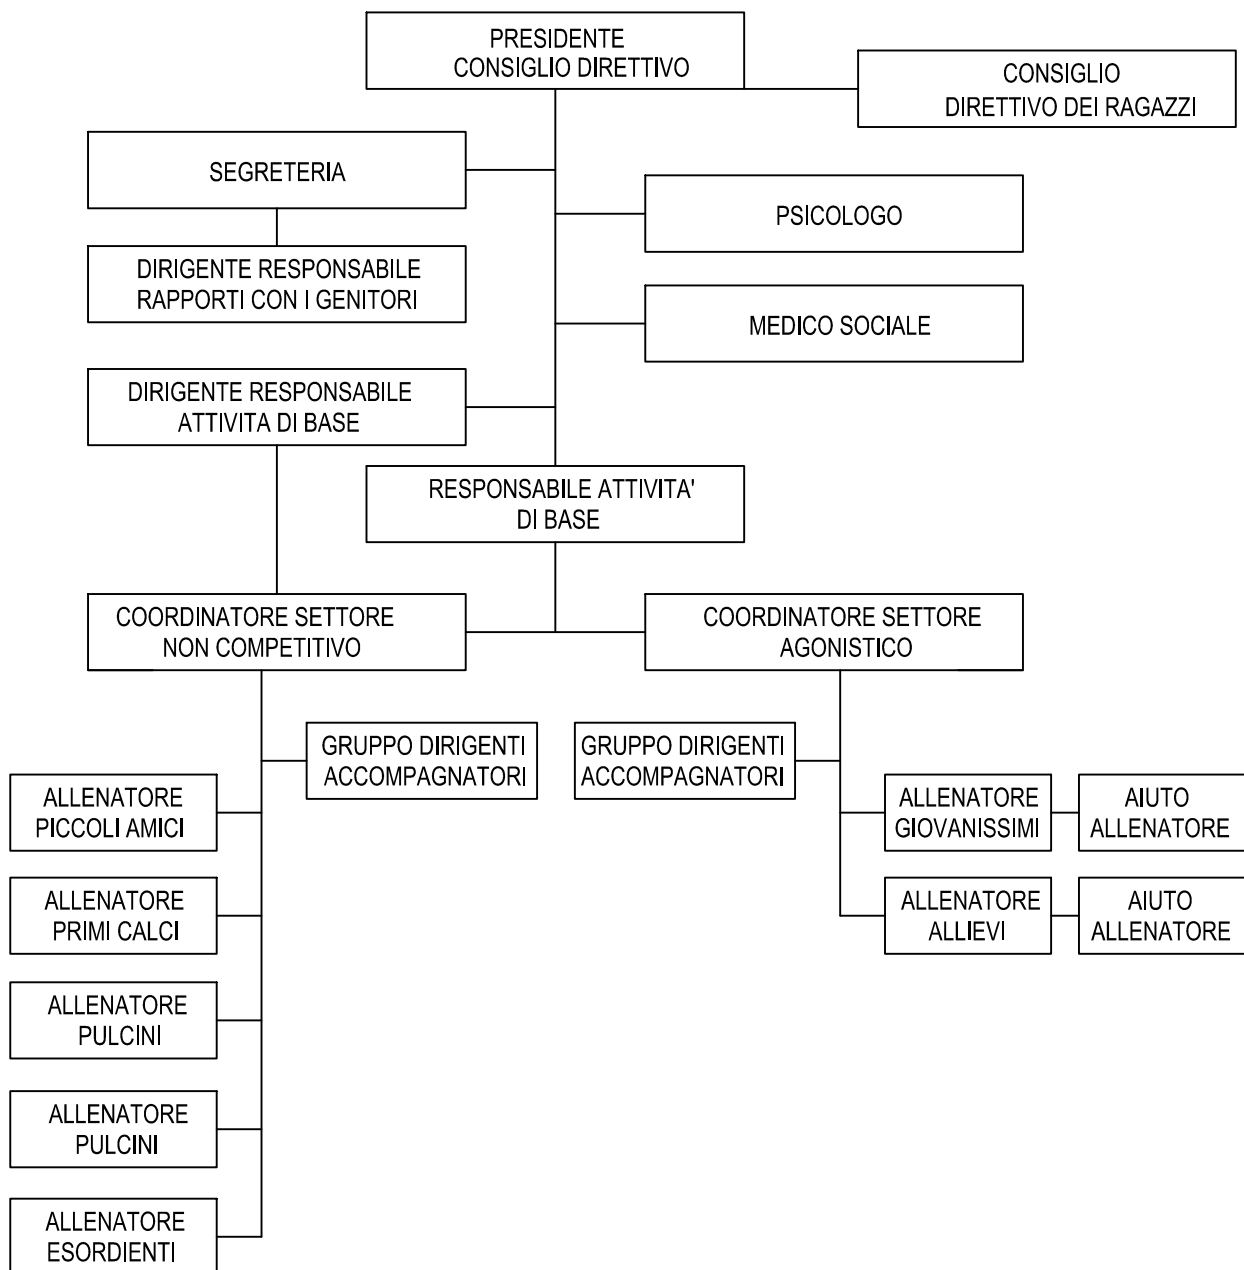 PRESIDENTE
CONSIGLIO DIRETTIVO
CONSIGLIO
DIRETTIVO DEI RAGAZZI
SEGRETERIA
PSICOLOGO
DIRIGENTE RESPONSABILE
RAPPORTI CON I GENITORI
MEDICO SOCIALE
DIRIGENTE RESPONSABILE
ATTIVITA DI BASE
RESPONSABILE ATTIVITA'
DI BASE
COORDINATORE SETTORE
NON COMPETITIVO
COORDINATORE SETTORE
AGONISTICO
GRUPPO DIRIGENTI
ACCOMPAGNATORI
GRUPPO DIRIGENTI
ACCOMPAGNATORI
ALLENATORE
PICCOLI AMICI
ALLENATORE
GIOVANISSIMI
AIUTO
ALLENATORE
ALLENATORE
PRIMI CALCI
ALLENATORE
ALLIEVI
AIUTO
ALLENATORE
ALLENATORE
PULCINI
ALLENATORE
PULCINI
ALLENATORE
ESORDIENTI